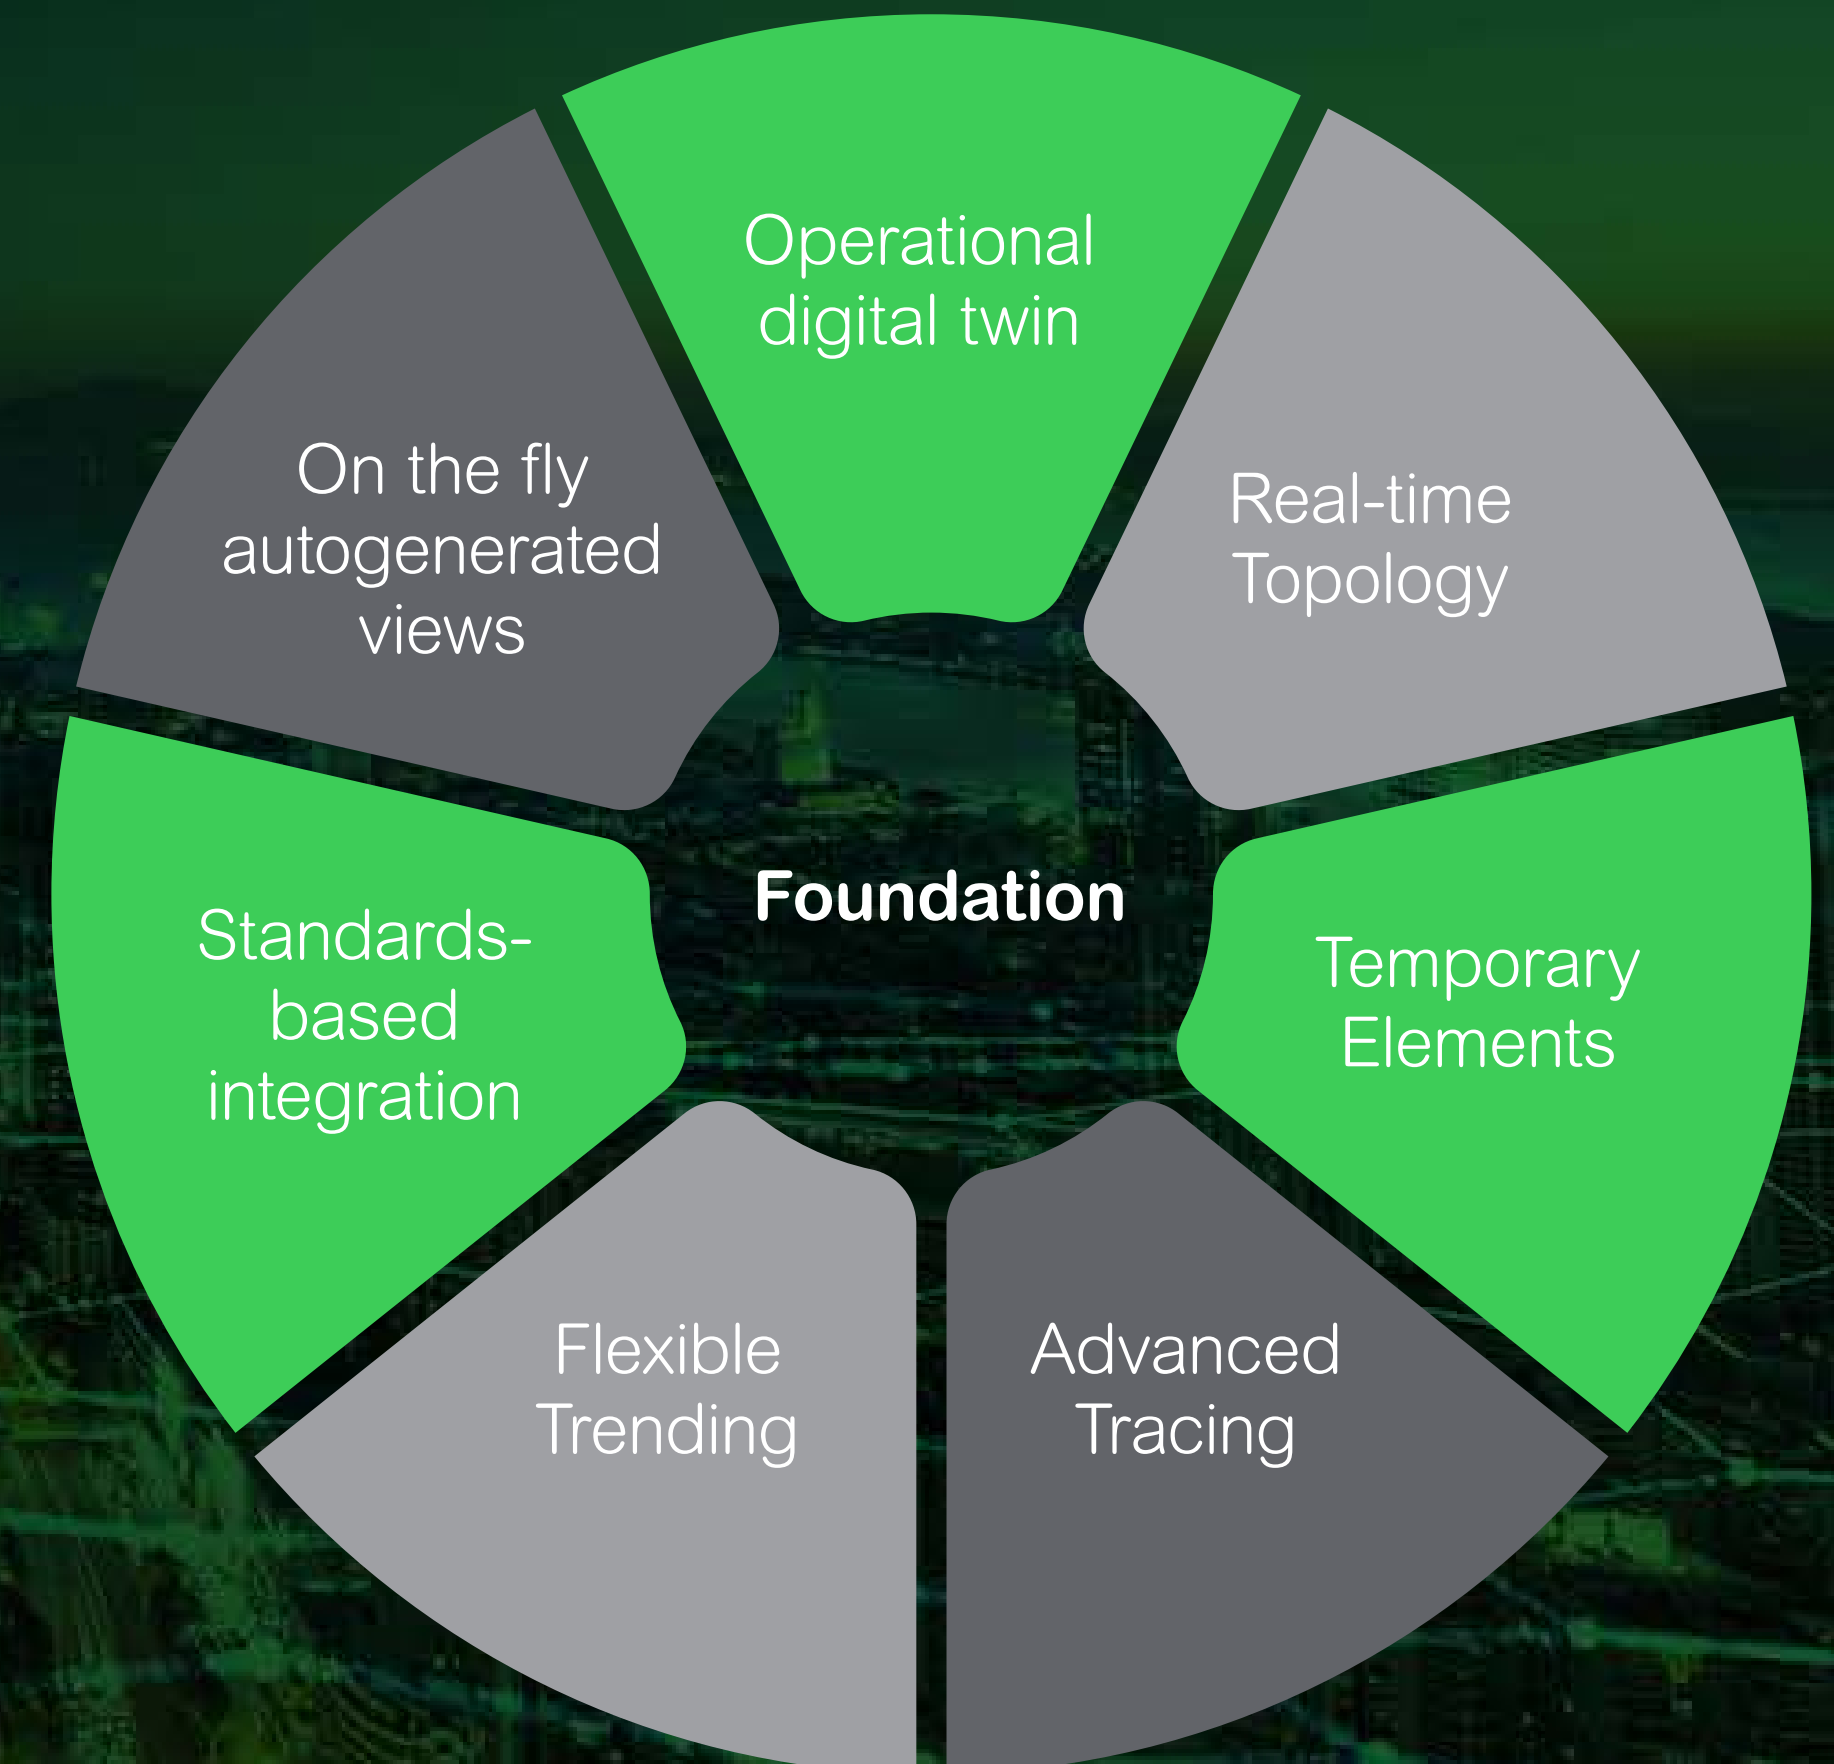 Operational
digital twin
Real-time
Topology
Temporary
Elements
Advanced
Tracing
Flexible
Trending
Standards-
based
integration
On the fly
autogenerated
views
Foundation